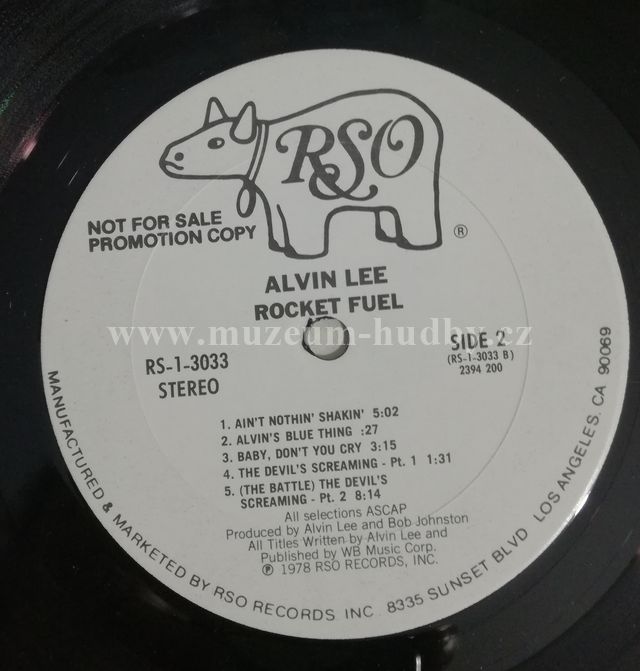 RSO
®
NOT FOR SALE
PROMOTION COPY
ALVIN LEE
ROCKET FUEL
www.muzeum-hudby.cz
RS-1-3033
STEREO
SIDE 2
(RS-1-3033 B)
2394 200
1. AIN'T NOTHIN' SHAKIN' 5:02
2. ALVIN'S BLUE THING :27
3. BABY, DON'T YOU CRY 3:15
4. THE DEVIL'S SCREAMING - Pt. 1 1:31
5. (THE BATTLE) THE DEVIL'S
SCREAMING - Pt. 2 8:14
All selections ASCAP
Produced by Alvin Lee and Bob Johnston
All Titles Written by Alvin Lee and
Published by WB Music Corp.
℗ 1978 RSO RECORDS, INC.
MANUFACTURED & MARKETED BY RSO RECORDS INC. 8335 SUNSET BLVD LOS ANGELES, CA 90069